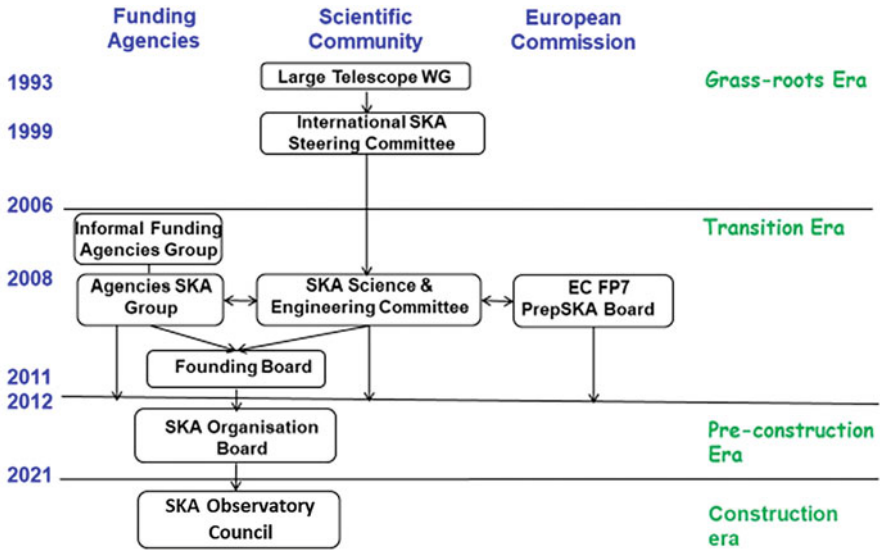 Funding
Agencies
Scientific
Community
European
Commission
1993
Large Telescope WG
Grass-roots Era
1999
International SKA
Steering Committee
2006
Transition Era
Informal Funding
Agencies Group
2008
Agencies SKA
Group
SKA Science &
Engineering Committee
EC FP7
PrepSKA Board
Founding Board
2011
2012
SKA Organisation
Board
Pre-construction
Era
2021
SKA Observatory
Council
Construction
era